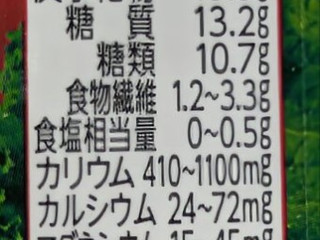 糖質 13.2g
糖類 10.7g
食物繊維 1.2~3.3g
食塩相当量 0~0.5g
カリウム 410~1100mg
カルシウム 24~72mg